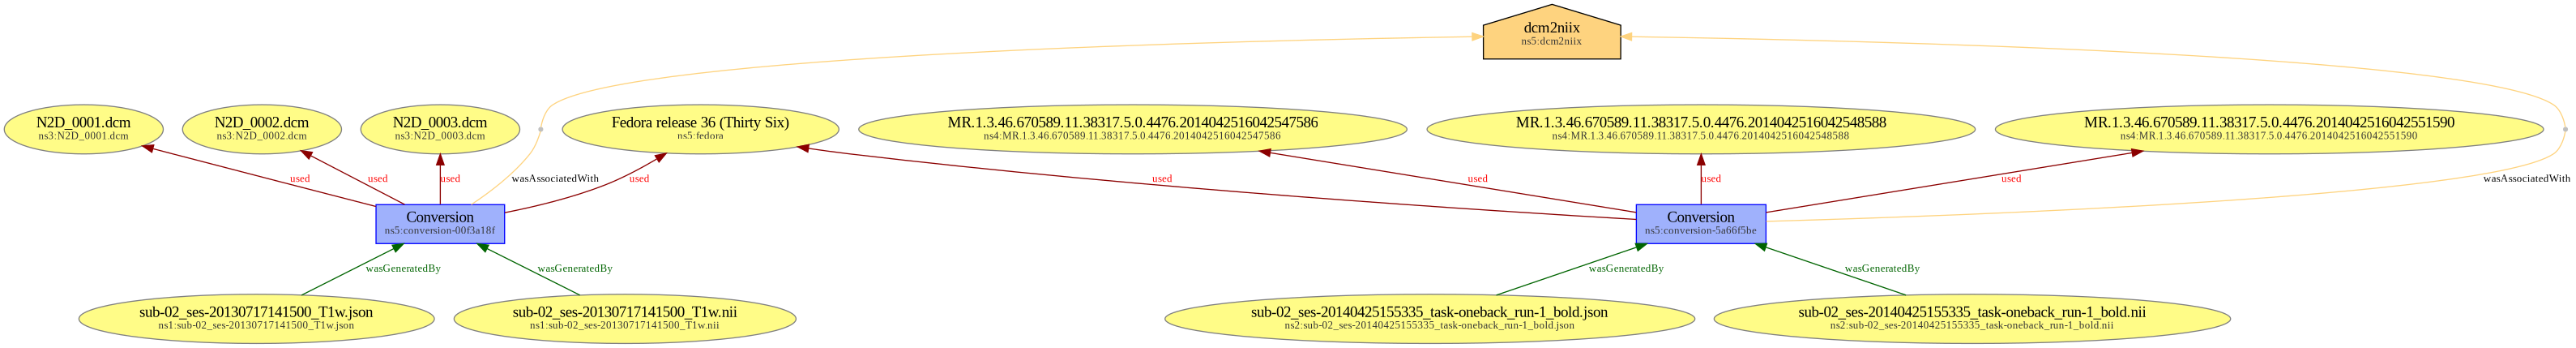 dcm2niix
ns5:dcm2niix
N2D_0001.dcm
ns3:N2D_0001.dcm
N2D_0002.dcm
ns3:N2D_0002.dcm
N2D_0003.dcm
ns3:N2D_0003.dcm
Fedora release 36 (Thirty Six)
ns5:fedora
MR.1.3.46.670589.11.38317.5.0.4476.2014042516042547586
ns4:MR.1.3.46.670589.11.38317.5.0.4476.2014042516042547586
MR.1.3.46.670589.11.38317.5.0.4476.2014042516042548588
ns4:MR.1.3.46.670589.11.38317.5.0.4476.2014042516042548588
MR.1.3.46.670589.11.38317.5.0.4476.2014042516042551590
ns4:MR.1.3.46.670589.11.38317.5.0.4476.2014042516042551590
used
used
used
wasAssociatedWith
used
used
used
used
used
wasAssociatedWith
Conversion
ns5:conversion-00f3a18f
Conversion
ns5:conversion-5a66f5be
wasGeneratedBy
wasGeneratedBy
wasGeneratedBy
wasGeneratedBy
sub-02_ses-20130717141500_T1w.json
ns1:sub-02_ses-20130717141500_T1w.json
sub-02_ses-20130717141500_T1w.nii
ns1:sub-02_ses-20130717141500_T1w.nii
sub-02_ses-20140425155335_task-oneback_run-1_bold.json
ns2:sub-02_ses-20140425155335_task-oneback_run-1_bold.json
sub-02_ses-20140425155335_task-oneback_run-1_bold.nii
ns2:sub-02_ses-20140425155335_task-oneback_run-1_bold.nii